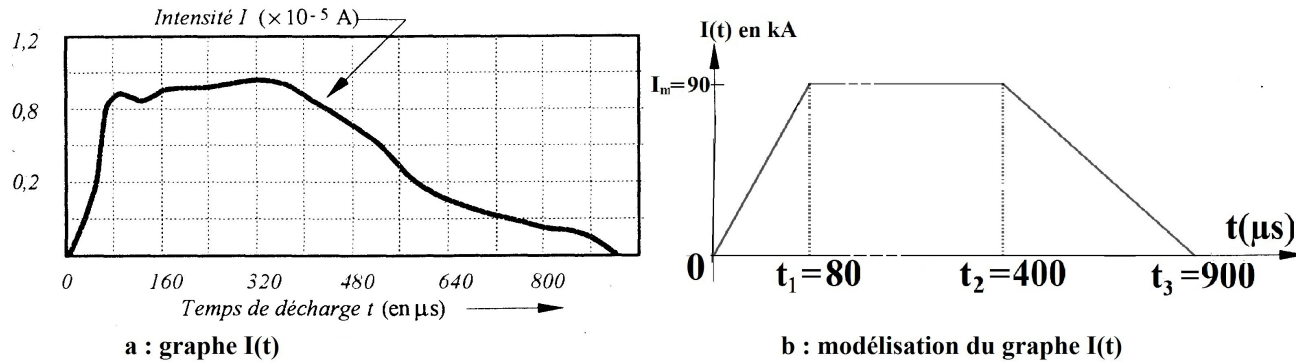 Intensité I (×10⁻⁵ A)
1,2
0,8
0,2
0 160 320 480 640 800
Temps de décharge t (en µs)
a : graphe I(t)
I(t) en kA
Iₘ=90
0
t₁=80
t₂=400
t₃=900
t(µs)
b : modélisation du graphe I(t)